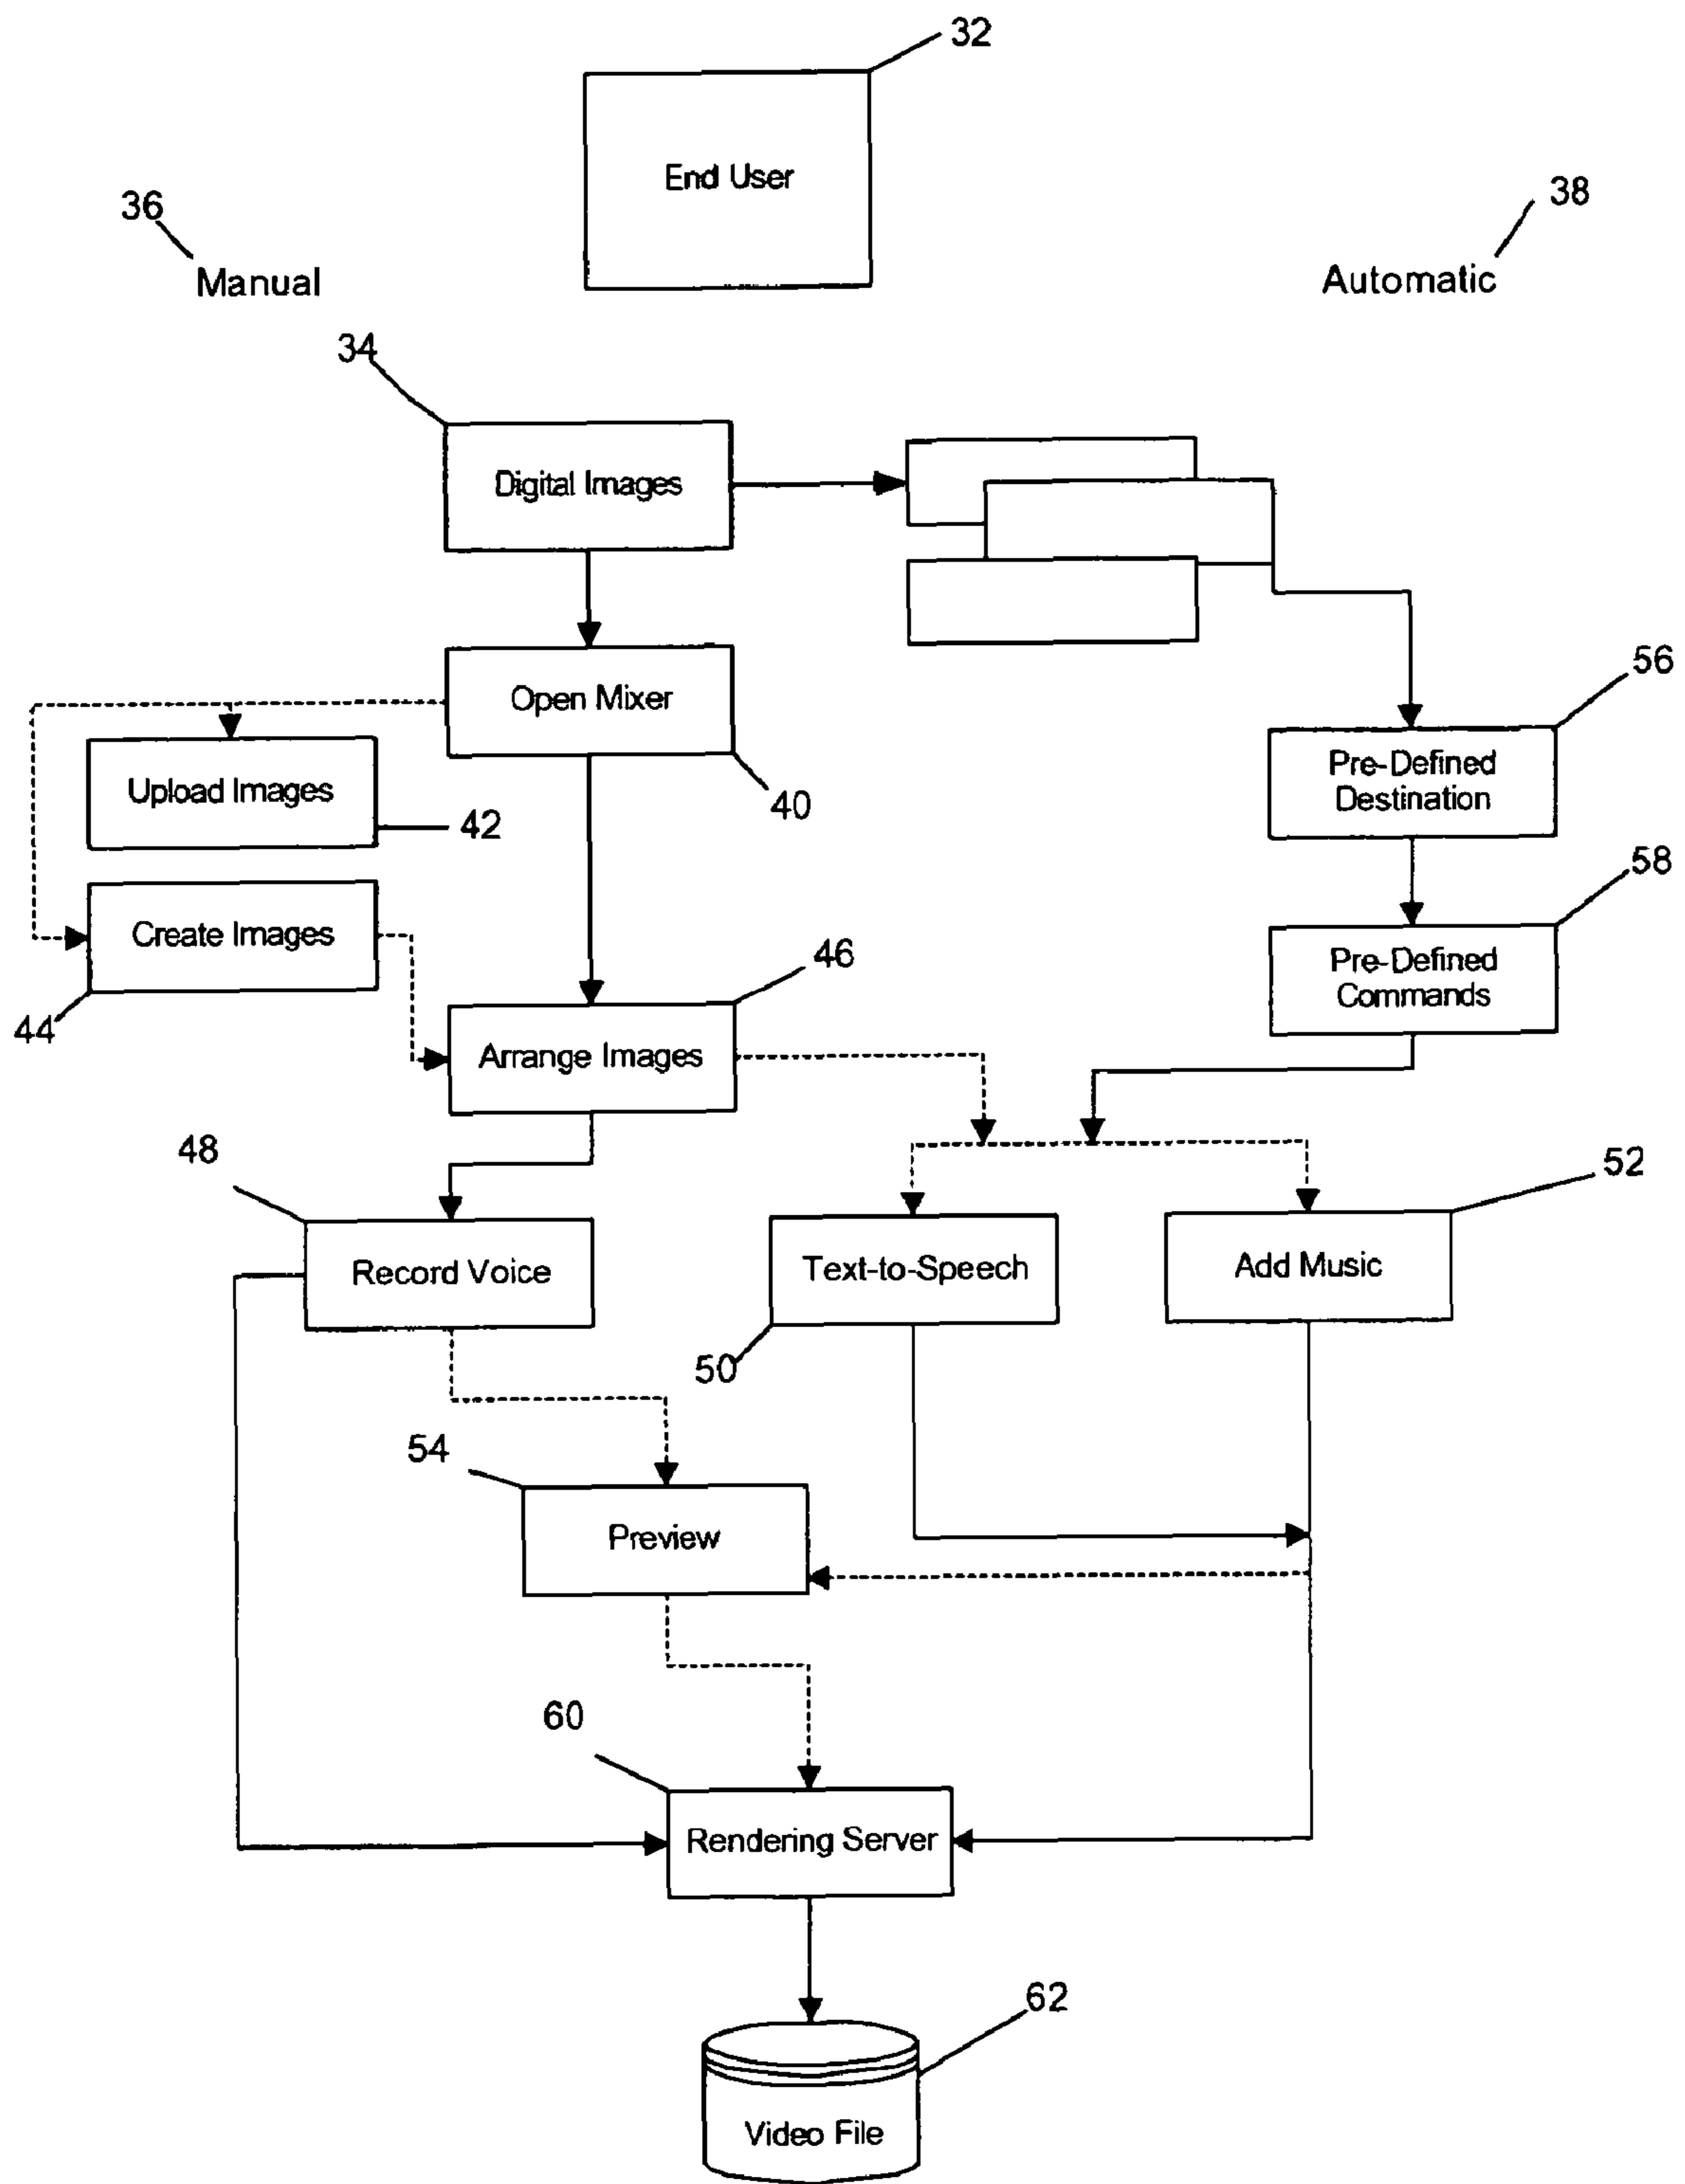 32
End User
36
Manual
38
Automatic
34
Digital Images
56
Open Mixer
Pre-Defined
Destination
Upload Images
40
42
58
Create Images
46
Pre-Defined
Commands
44
Arrange Images
48
52
Record Voice
Text-to-Speech
Add Music
50
54
Preview
60
Rendering Server
62
Video File